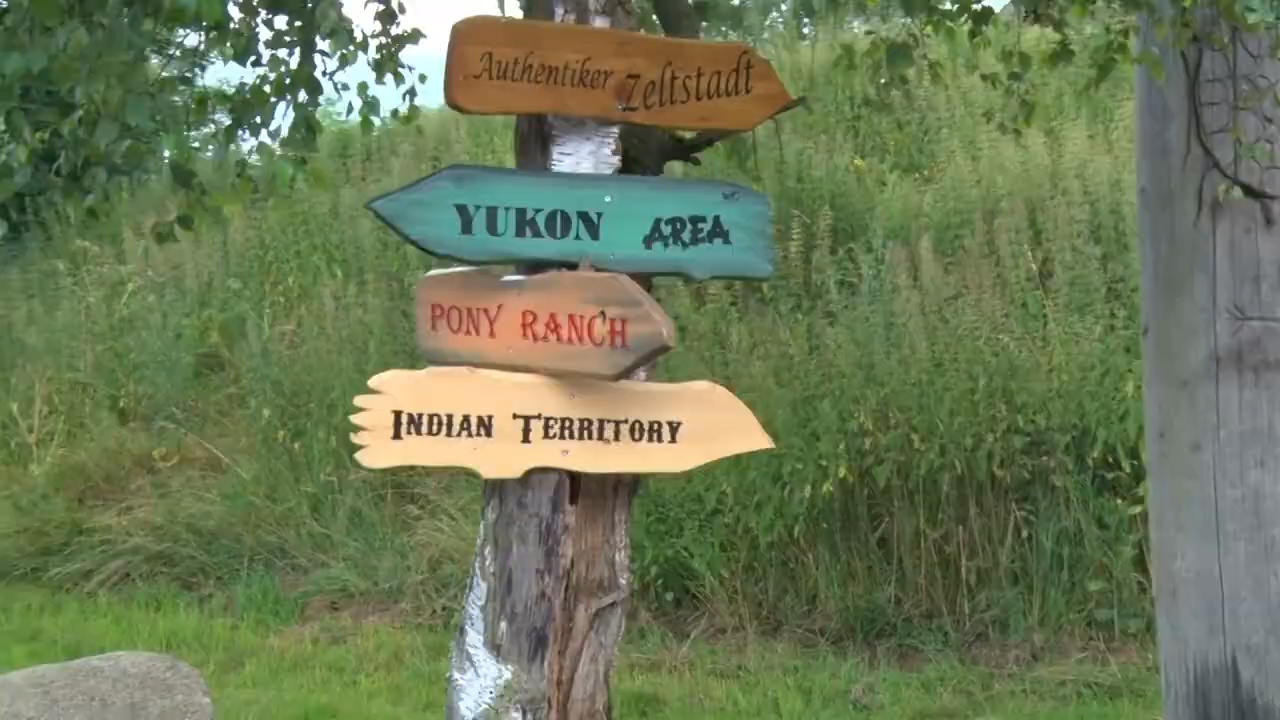 Authentiker Zeltstadt
YUKON AREA
PONY RANCH
INDIAN TERRITORY